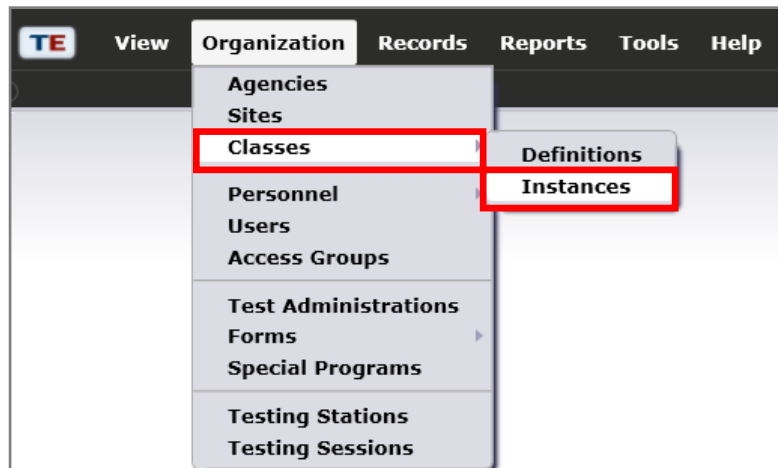 TE View Organization Records Reports Tools Help
Agencies
Sites
Classes
Definitions
Instances
Personnel
Users
Access Groups
Test Administrations
Forms
Special Programs
Testing Stations
Testing Sessions